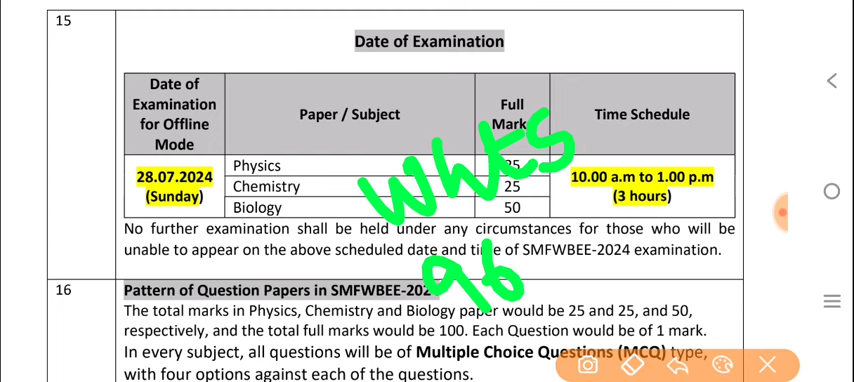 15
Date of Examination
Date of Examination for Offline Mode
Paper / Subject
Full Mark
Time Schedule
28.07.2024 (Sunday)
Physics
25
10.00 a.m to 1.00 p.m (3 hours)
Chemistry
25
Biology
50
Whts
No further examination shall be held under any circumstances for those who will be
unable to appear on the above scheduled date and time of SMFWBEE-2024 examination.
96
16
Pattern of Question Papers in SMFWBEE-202
The total marks in Physics, Chemistry and Biology paper would be 25 and 25, and 50,
respectively, and the total full marks would be 100. Each Question would be of 1 mark.
In every subject, all questions will be of Multiple Choice Questions (MCQ) type,
with four options against each of the questions.